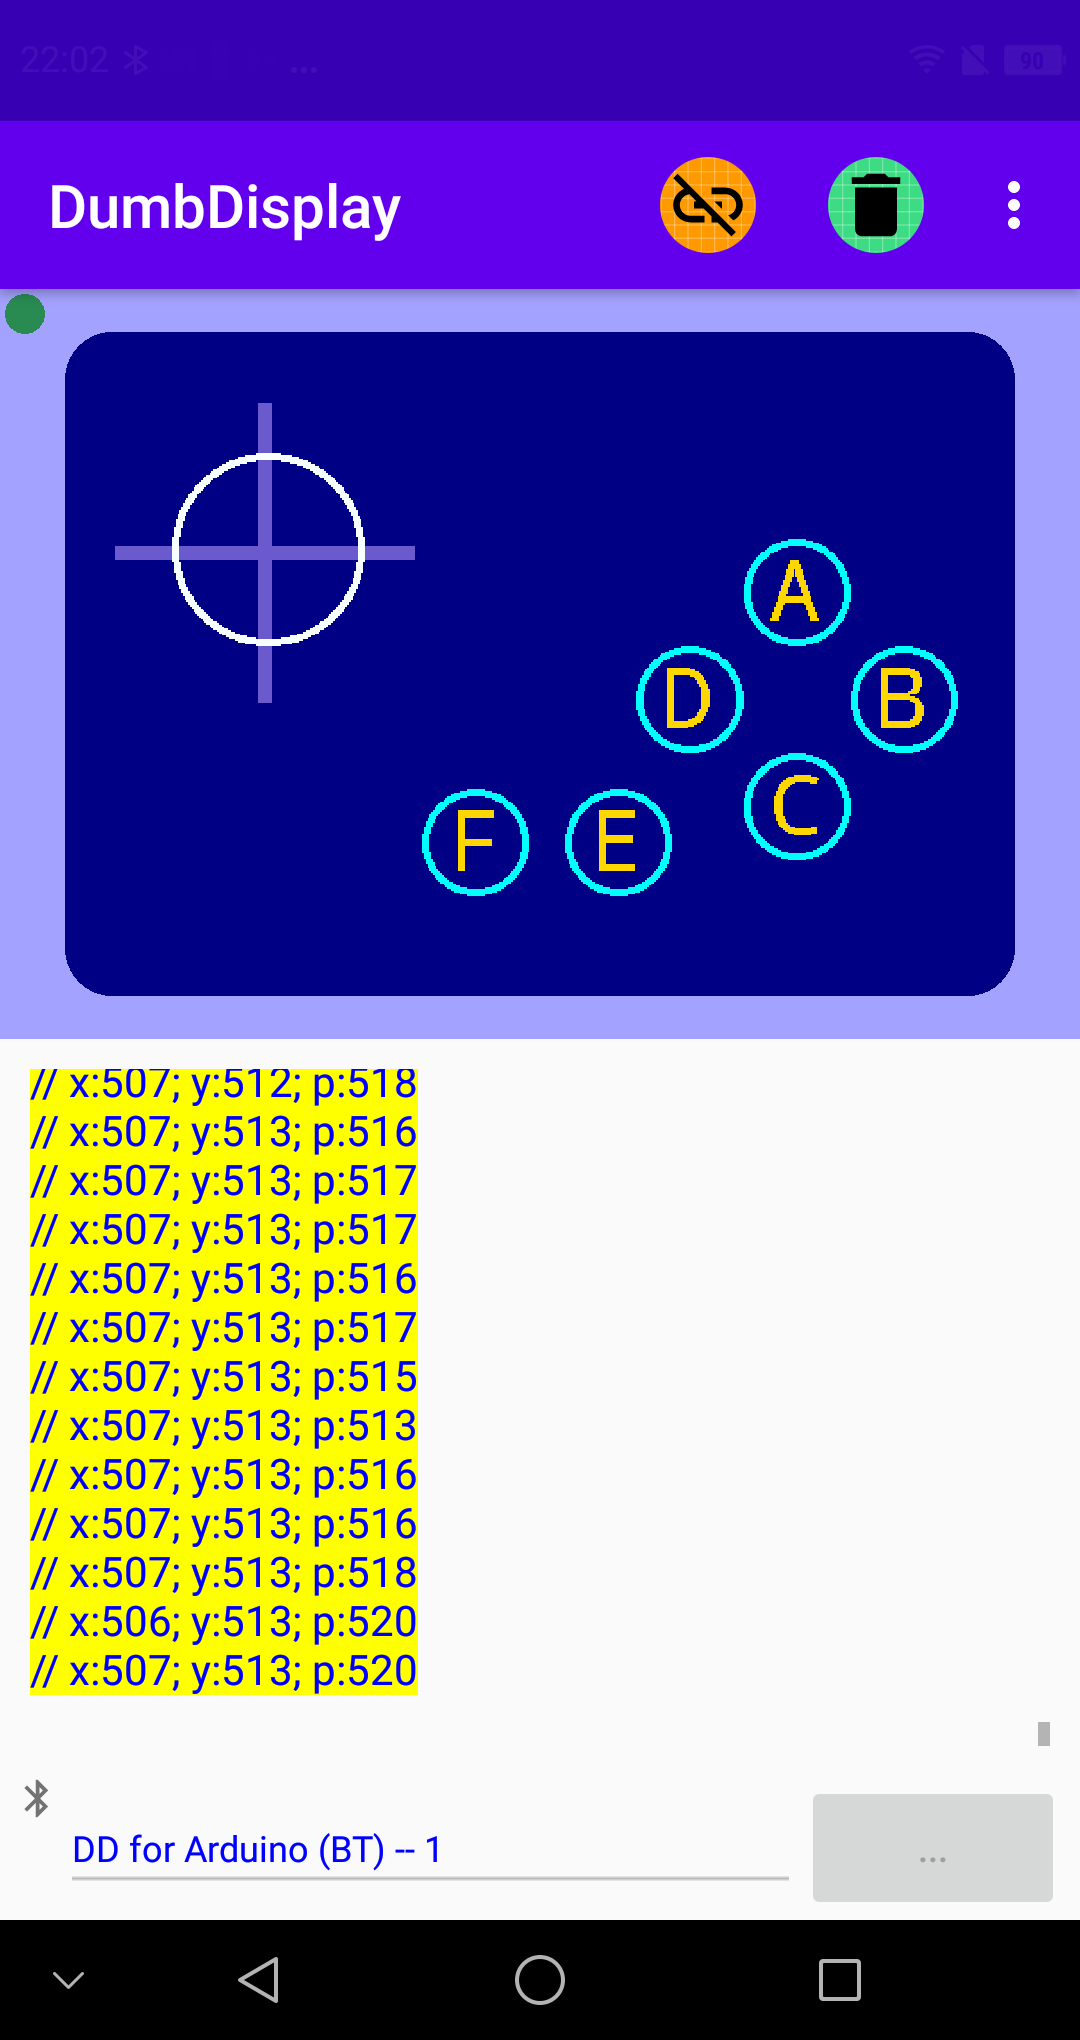 22:02
...
90
DumbDisplay
A
D
B
C
F
E
// x:507; y:512; p:518
// x:507; y:513; p:516
// x:507; y:513; p:517
// x:507; y:513; p:517
// x:507; y:513; p:516
// x:507; y:513; p:517
// x:507; y:513; p:515
// x:507; y:513; p:513
// x:507; y:513; p:516
// x:507; y:513; p:516
// x:507; y:513; p:518
// x:506; y:513; p:520
// x:507; y:513; p:520
DD for Arduino (BT) -- 1
...